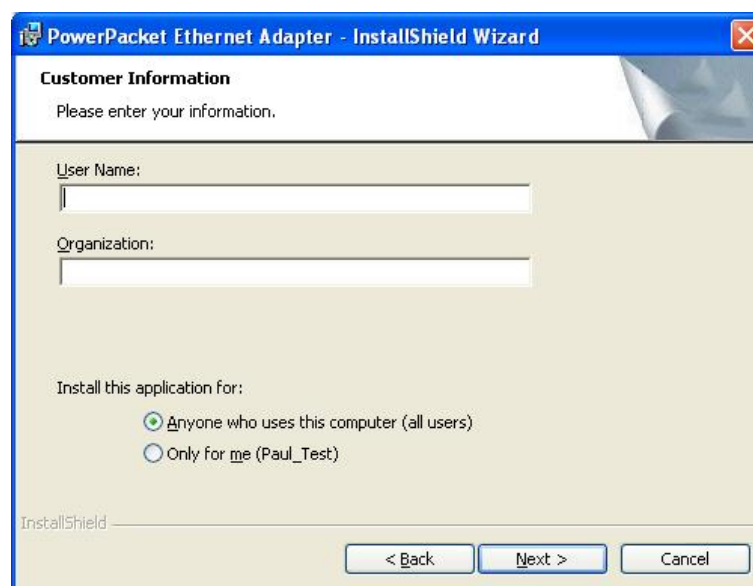 PowerPacket Ethernet Adapter - InstallShield Wizard
Customer Information
Please enter your information.
User Name:
Organization:
Install this application for:
Anyone who uses this computer (all users)
Only for me (Paul_Test)
InstallShield
< Back Next > Cancel